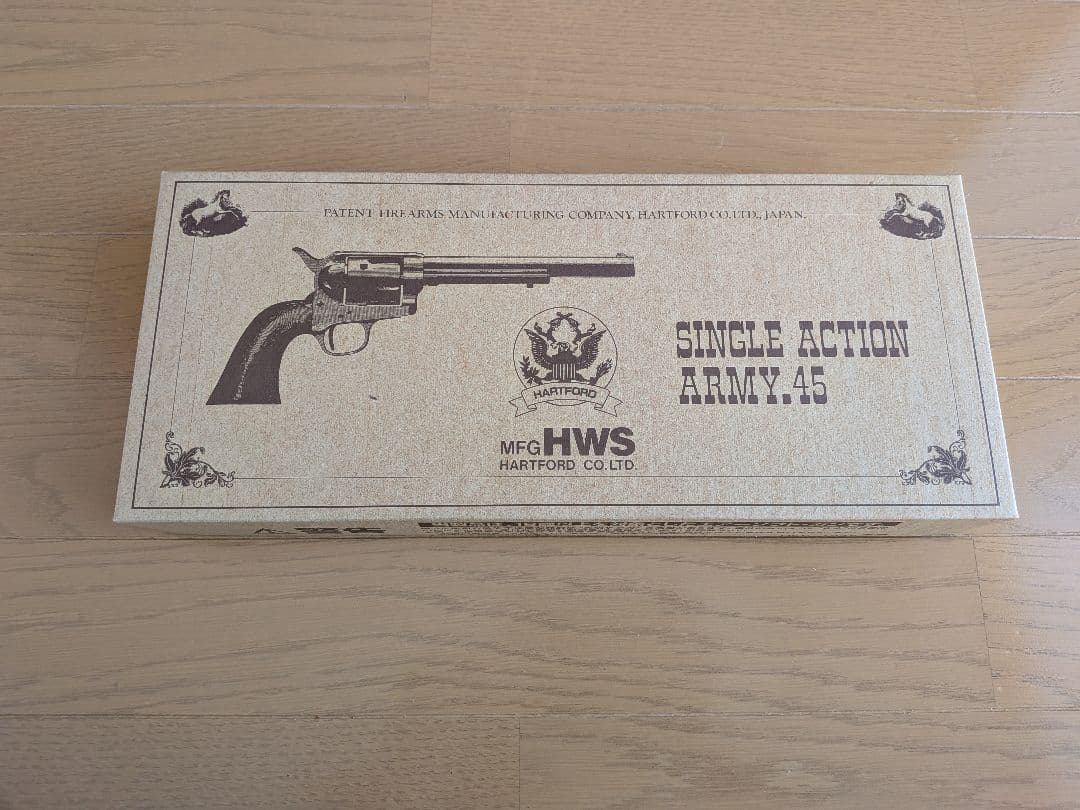 PATENT FIREARMS MANUFACTURING COMPANY, HARTFORD CO.LTD., JAPAN.
SINGLE ACTION
ARMY.45
HARTFORD
MFG HWS
HARTFORD CO.LTD.